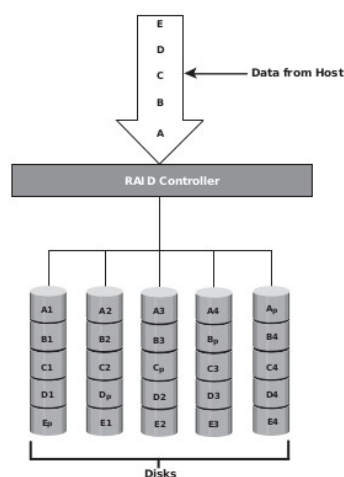 E
D
C
Data from Host
B
A
RAID Controller
A1 A2 A3 A4 Ap
B1 B2 B3 Bp B4
C1 C2 Cp C3 C4
D1 Dp D2 D3 D4
Ep E1 E2 E3 E4
Disks